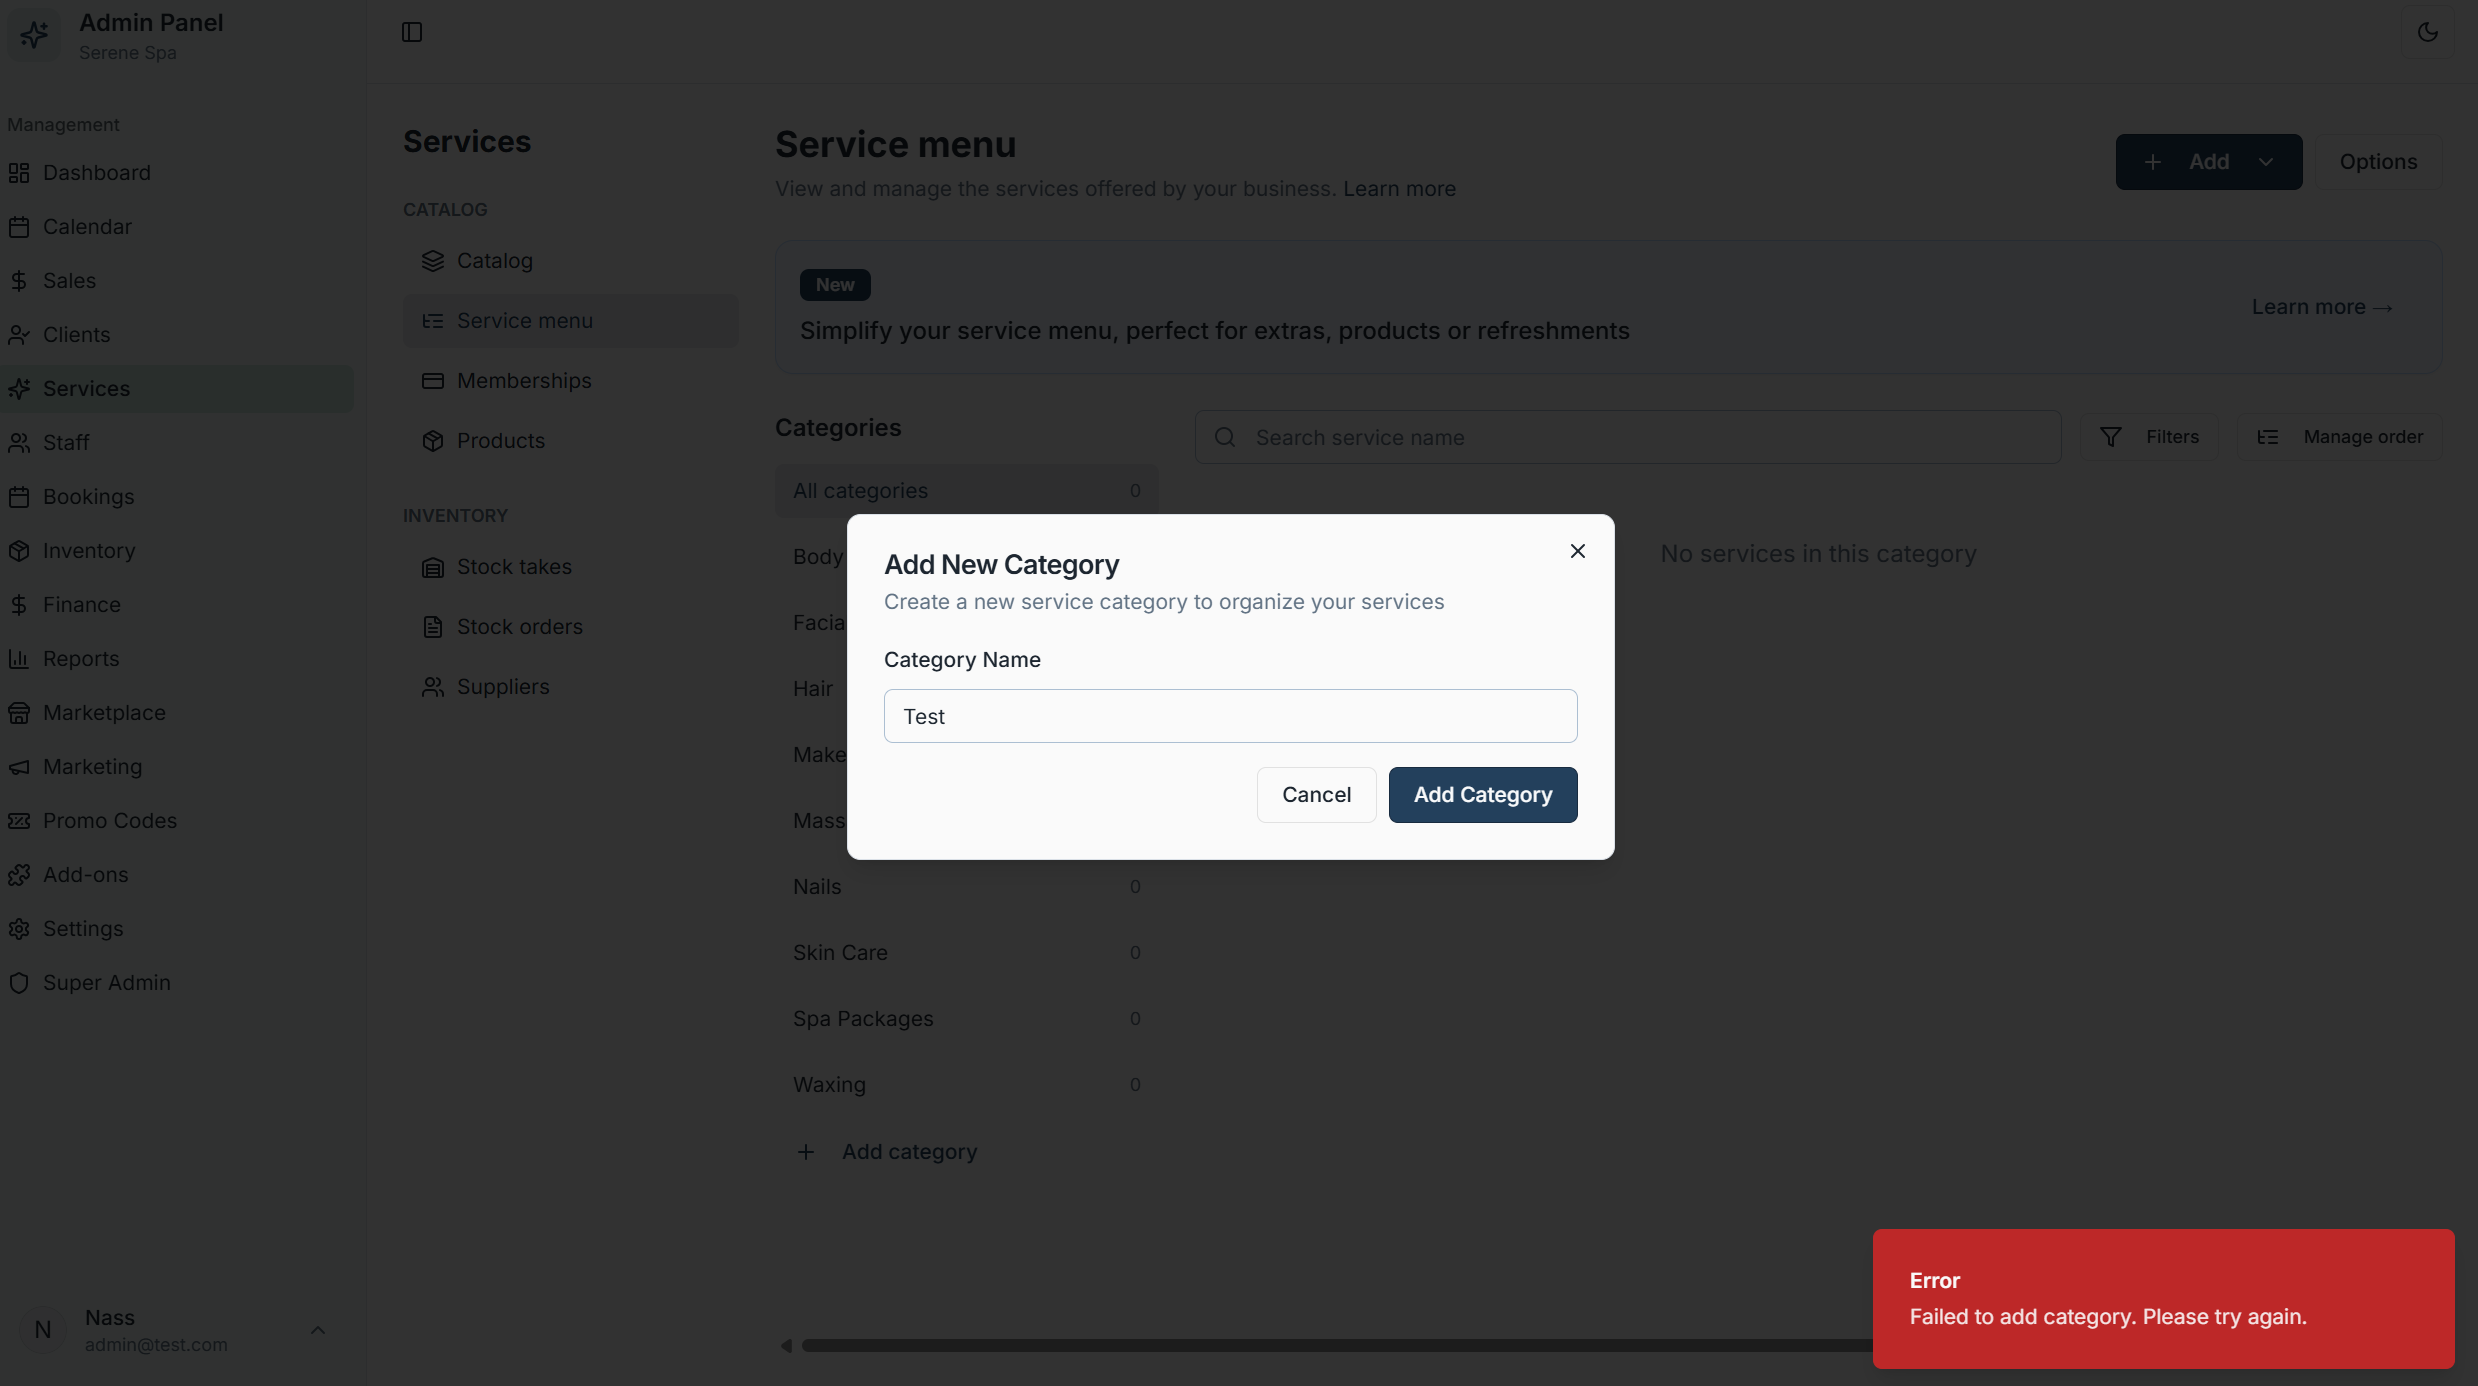 Admin Panel
Serene Spa
Management
Dashboard
Calendar
Sales
Clients
Services
Staff
Bookings
Inventory
Finance
Reports
Marketplace
Marketing
Promo Codes
Add-ons
Settings
Super Admin
N
Nass
admin@test.com
Services
CATALOG
Catalog
Service menu
Memberships
Products
INVENTORY
Stock takes
Stock orders
Suppliers
Service menu
View and manage the services offered by your business. Learn more
Add
Options
New
Simplify your service menu, perfect for extras, products or refreshments
Learn more →
Categories
Search service name
Filters
Manage order
All categories 0
No services in this category
Body
Facia
Hair
Make
Mass
Nails 0
Skin Care 0
Spa Packages 0
Waxing 0
Add category
Add New Category
Create a new service category to organize your services
Category Name
Test
Cancel
Add Category
Error
Failed to add category. Please try again.